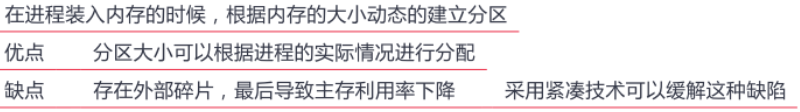 在进程装入内存的时候，根据内存的大小动态的建立分区
优点 分区大小可以根据进程的实际情况进行分配
缺点 存在外部碎片，最后导致主存利用率下降 采用紧凑技术可以缓解这种缺陷